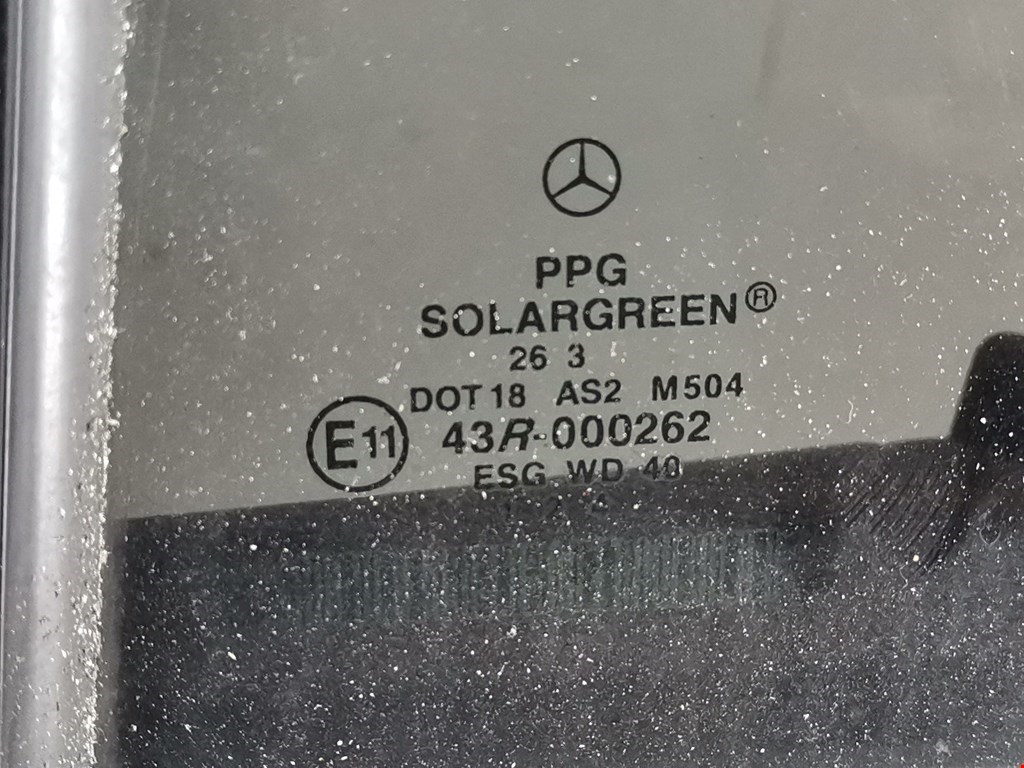 PPG
SOLARGREEN®
26 3
DOT 18 AS2 M504
E11 43R-000262
ESG WD 40